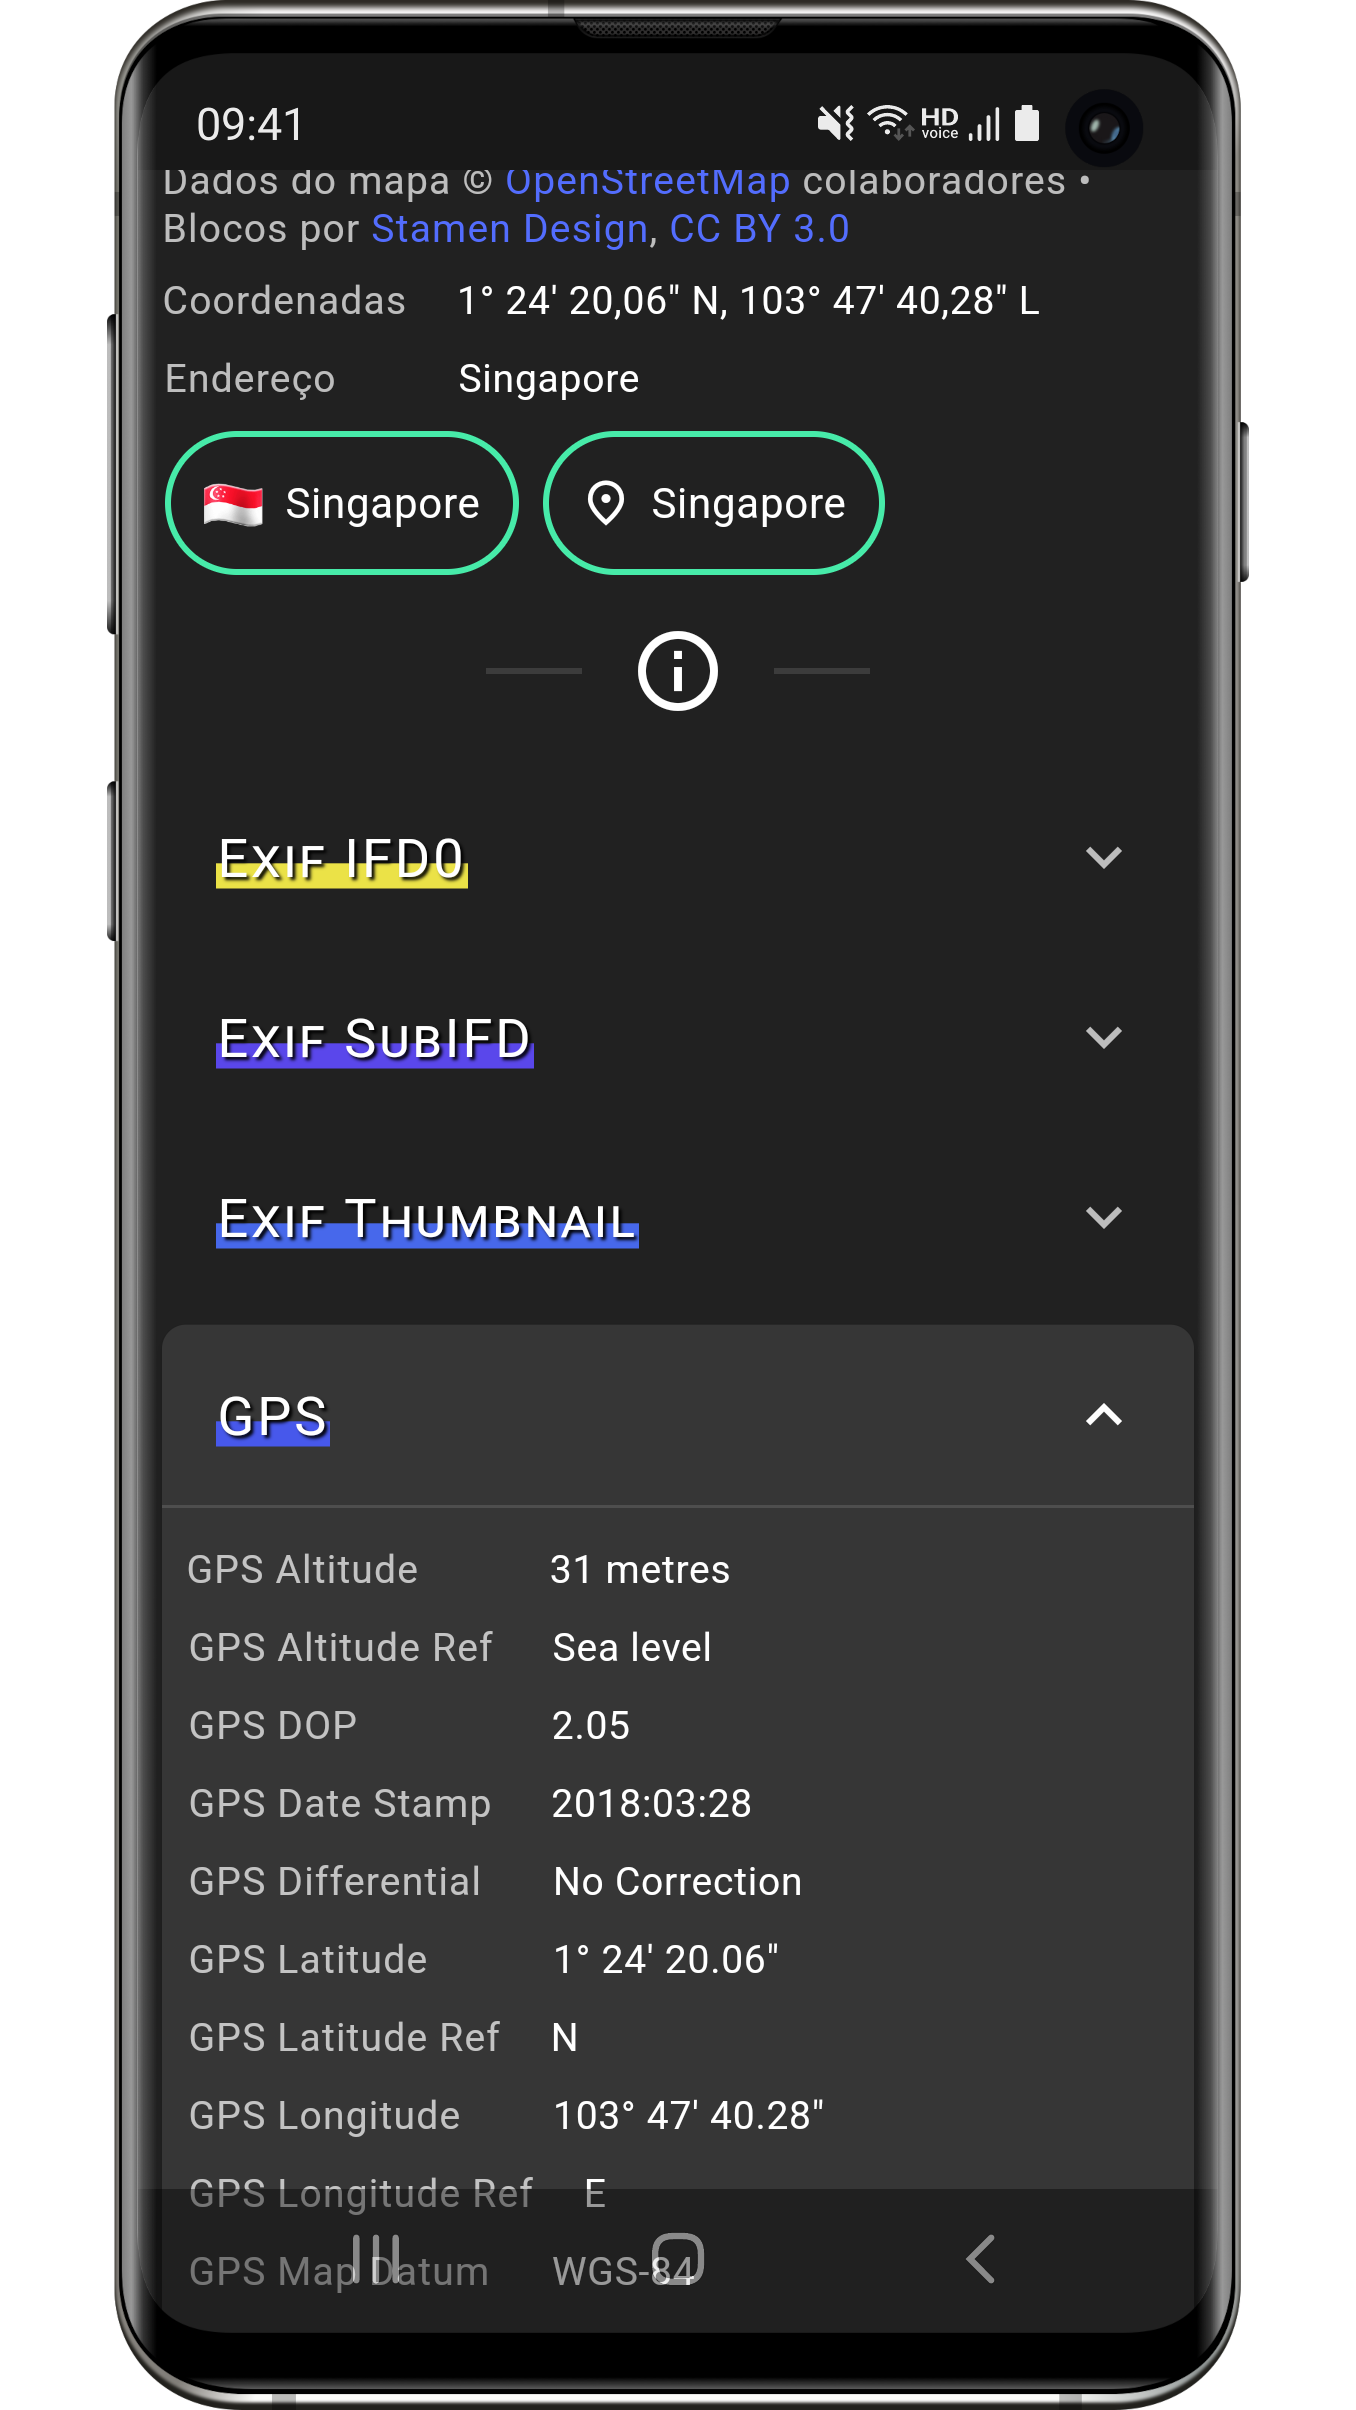 09:41 HD voice
Dados do mapa © OpenStreetMap colaboradores •
Blocos por Stamen Design, CC BY 3.0
Coordenadas 1° 24' 20,06" N, 103° 47' 40,28" L
Endereço Singapore
Singapore Singapore
Exif IFD0
Exif SubIFD
Exif Thumbnail
GPS
GPS Altitude 31 metres
GPS Altitude Ref Sea level
GPS DOP 2.05
GPS Date Stamp 2018:03:28
GPS Differential No Correction
GPS Latitude 1° 24' 20.06"
GPS Latitude Ref N
GPS Longitude 103° 47' 40.28"
GPS Longitude Ref E
GPS Map Datum WGS-84